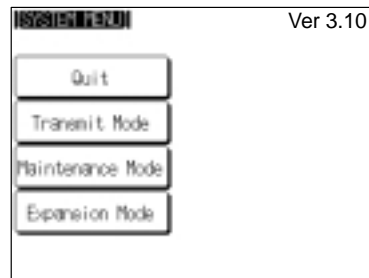 [SYSTEM MENU] Ver 3.10
Quit
Transmit Mode
Maintenance Mode
Expansion Mode